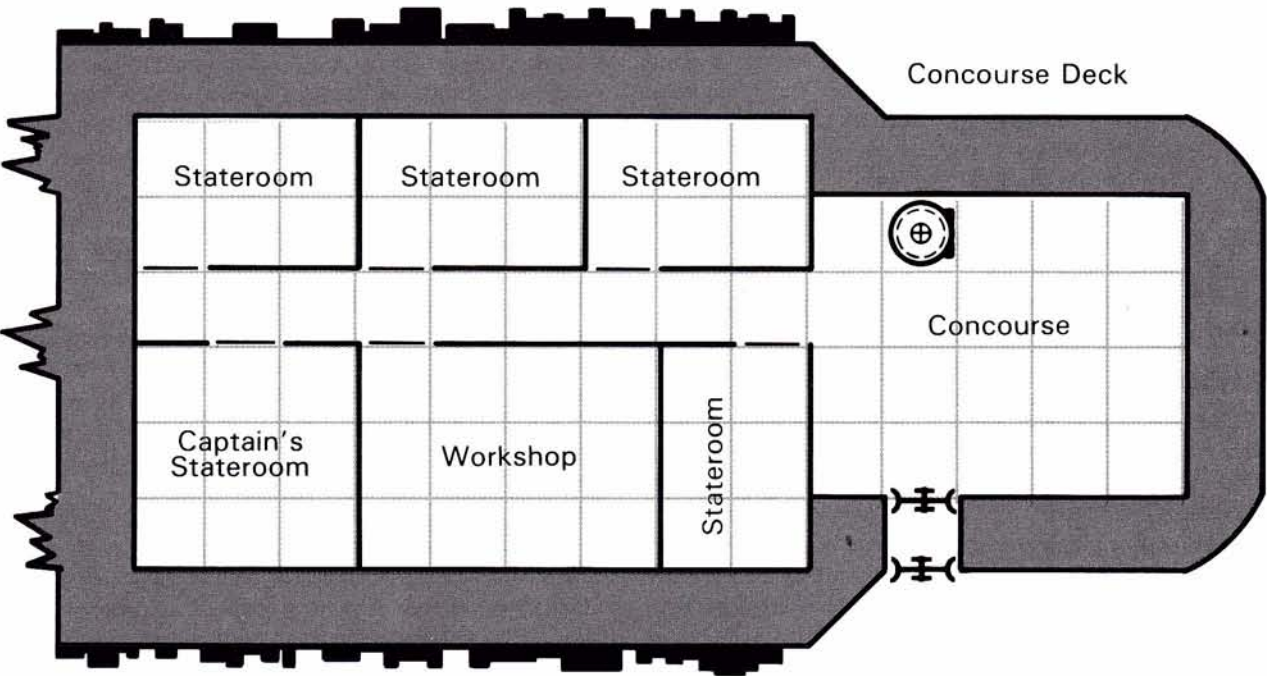 Concourse Deck
Stateroom
Stateroom
Stateroom
Concourse
Captain's
Stateroom
Workshop
Stateroom